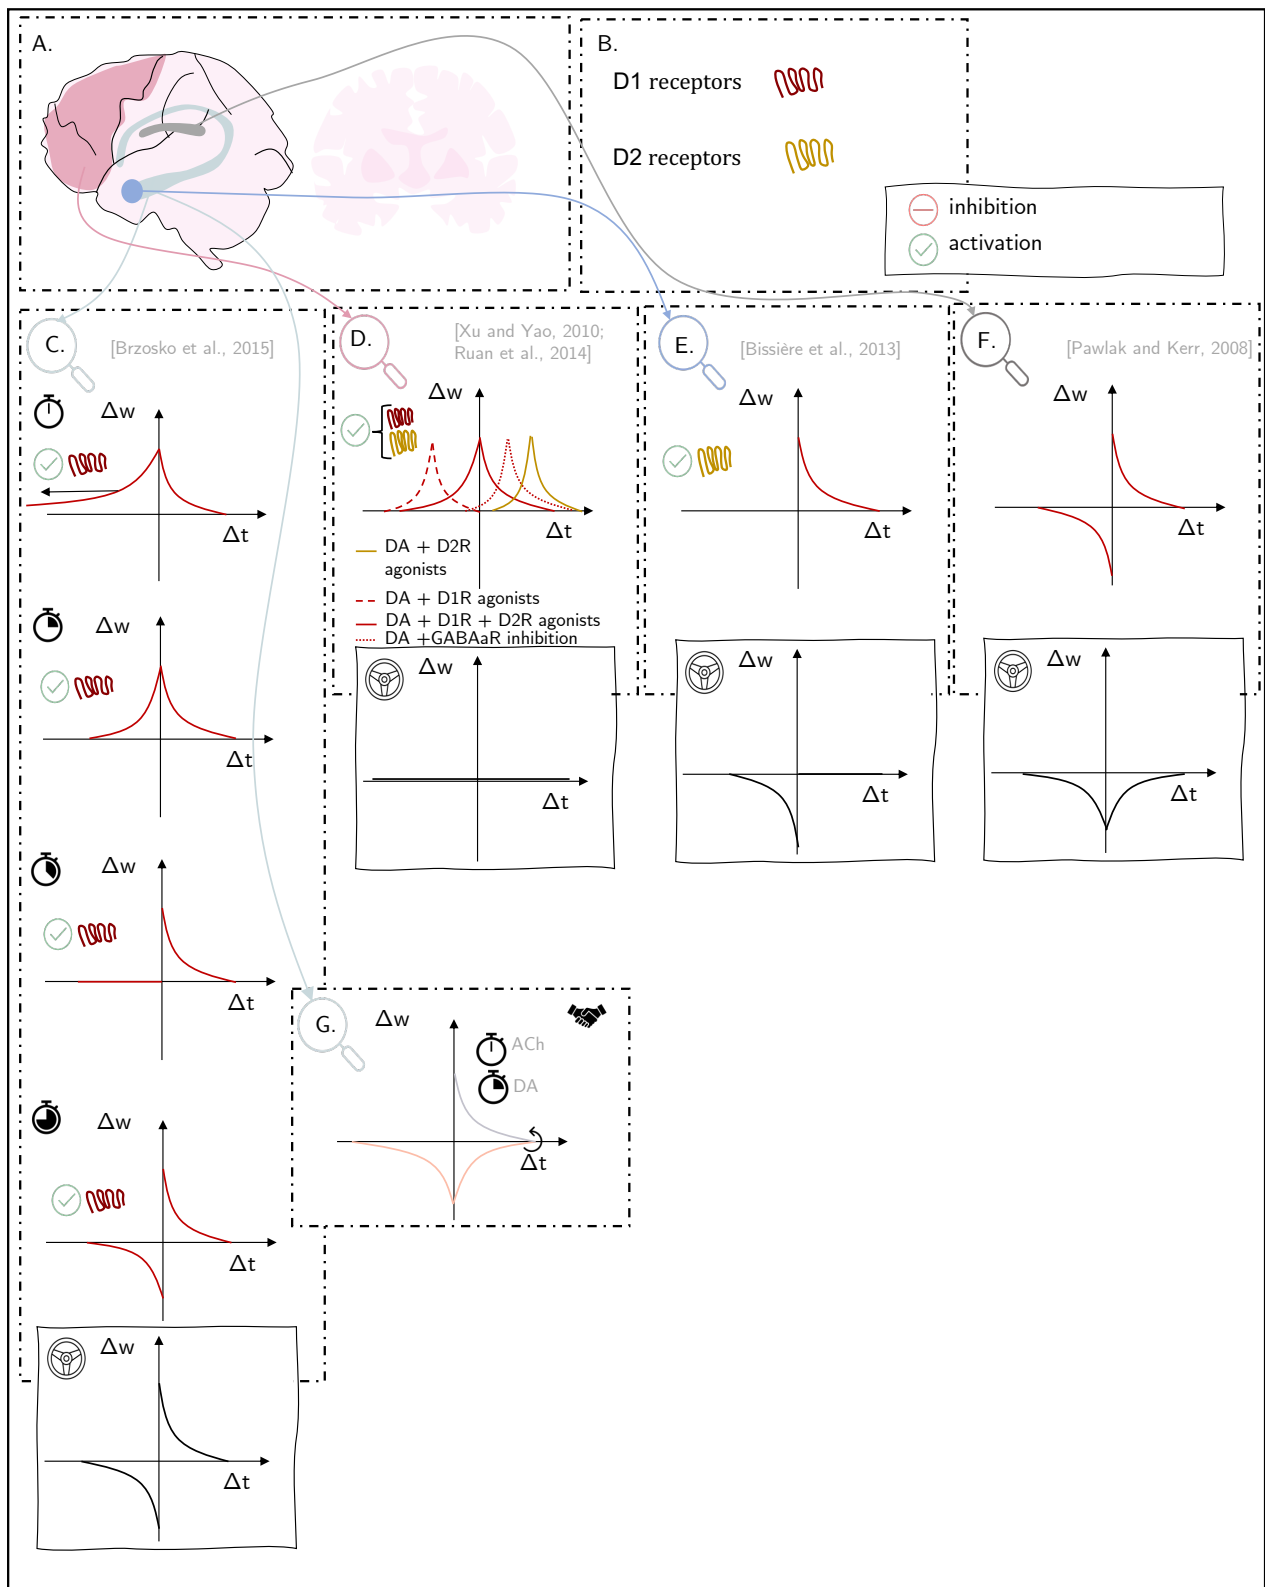 A.
B.
D1 receptors
D2 receptors
inhibition
activation
C.
[Brzosko et al., 2015]
D.
[Xu and Yao, 2010;
Ruan et al., 2014]
E.
[Bissière et al., 2013]
F.
[Pawlak and Kerr, 2008]
Δw
Δt
Δw
Δt
Δw
Δt
Δw
Δt
Δw
Δt
Δw
Δt
DA + D2R
agonists
DA + D1R agonists
DA + D1R + D2R agonists
DA +GABAaR inhibition
Δw
Δt
Δw
Δt
Δw
Δt
Δw
Δt
Δw
Δt
G.
Δw
ACh
DA
Δt